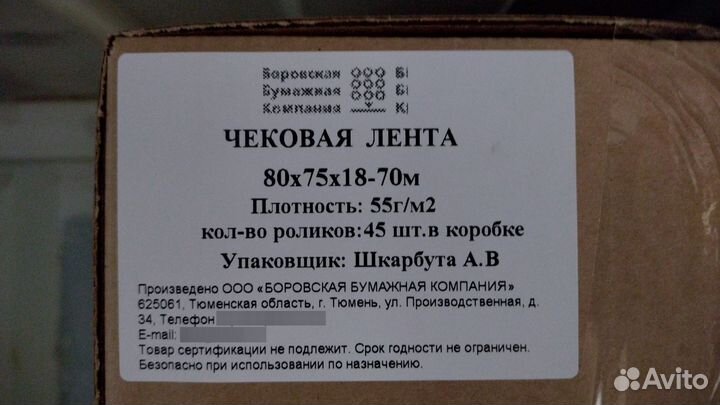 Боровская Б
Бумажная Б
Компания К
ЧЕКОВАЯ ЛЕНТА
80х75х18-70м
Плотность: 55г/м2
кол-во роликов:45 шт.в коробке
Упаковщик: Шкарбута А.В
Произведено ООО «БОРОВСКАЯ БУМАЖНАЯ КОМПАНИЯ»
625061, Тюменская область, г. Тюмень, ул. Производственная, д.
34, Телефон
E-mail:
Товар сертификации не подлежит. Срок годности не ограничен.
Безопасно при использовании по назначению.
Avito